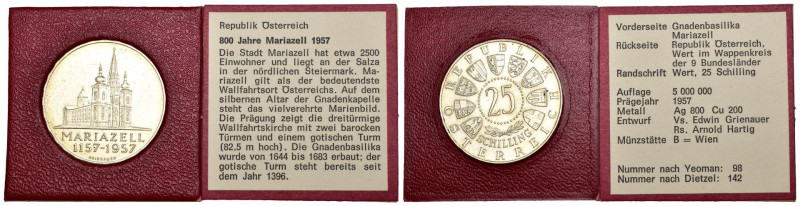 MARIAZELL
1157-1957
Republik Österreich
800 Jahre Mariazell 1957
Die Stadt Mariazell hat etwa 2500
Einwohner und liegt an der Salza
in der nördlichen Steiermark. Ma-
riazell gilt als der bedeutendste
Wallfahrtsort Österreichs. Auf dem
silbernen Altar der Gnadenkapelle
steht das vielverehrte Marienbild.
Die Prägung zeigt die dreitürmige
Wallfahrtskirche mit zwei barocken
Türmen und einem gotischen Turm
(82,5 m hoch). Die Gnadenbasilika
wurde von 1644 bis 1683 erbaut; der
gotische Turm steht bereits seit
dem Jahr 1396.
REPUBLIK
ÖSTERREICH
25
SCHILLING
Vorderseite Gnadenbasilika
Mariazell
Rückseite Republik Österreich,
Wert im Wappenkreis
der 9 Bundesländer
Randschrift Wert, 25 Schilling
Auflage 5 000 000
Prägejahr 1957
Metall Ag 800 Cu 200
Entwurf Vs. Edwin Grienauer
Rs. Arnold Hartig
Münzstätte B = Wien
Nummer nach Yeoman: 98
Nummer nach Dietzel: 142